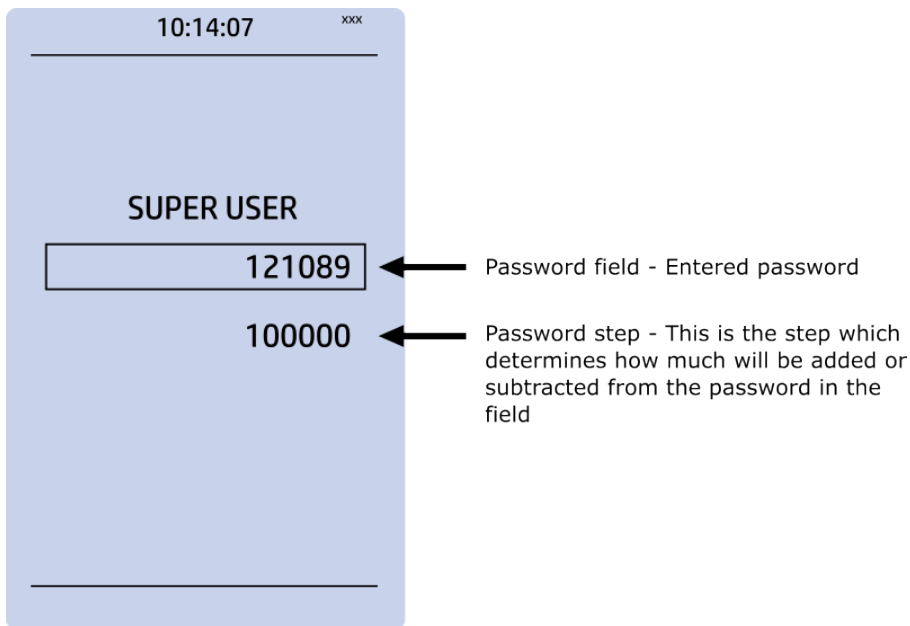 10:14:07 xxx
SUPER USER
121089
Password field - Entered password
100000
Password step - This is the step which
determines how much will be added or
subtracted from the password in the
field